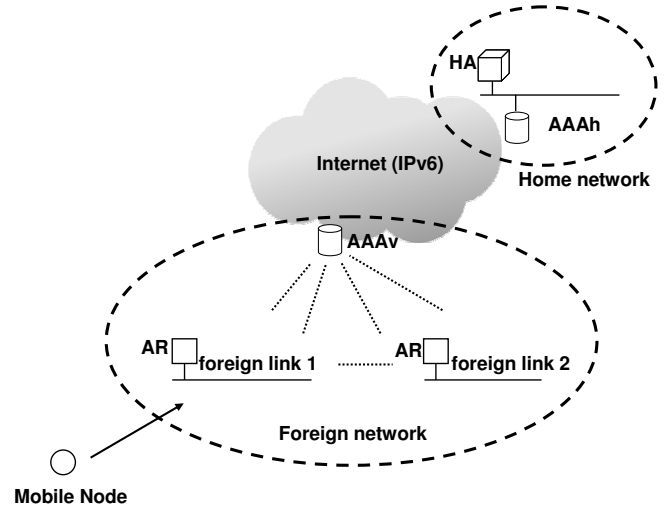 HA
AAAh
Internet (IPv6)
Home network
AAAv
AR
foreign link 1
AR
foreign link 2
Foreign network
Mobile Node